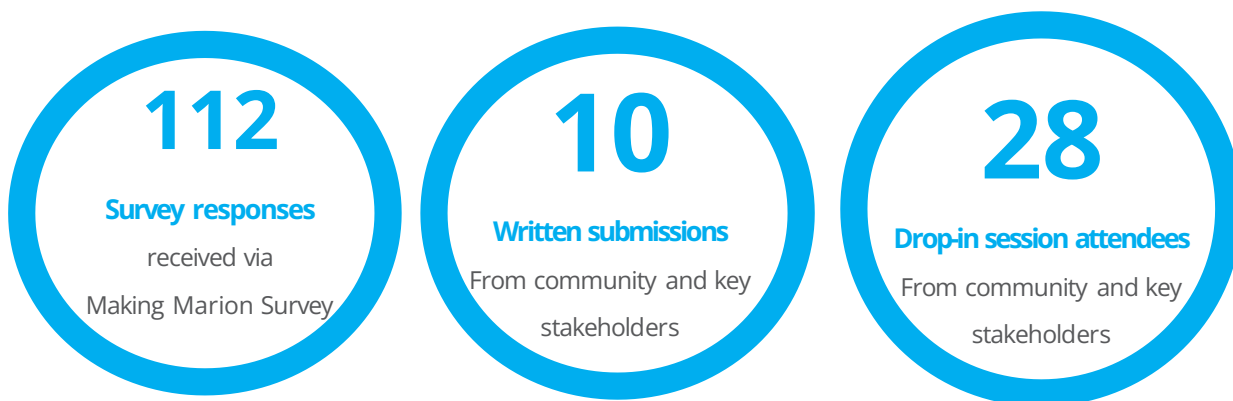 112
Survey responses
received via
Making Marion Survey
10
Written submissions
From community and key
stakeholders
28
Drop-in session attendees
From community and key
stakeholders